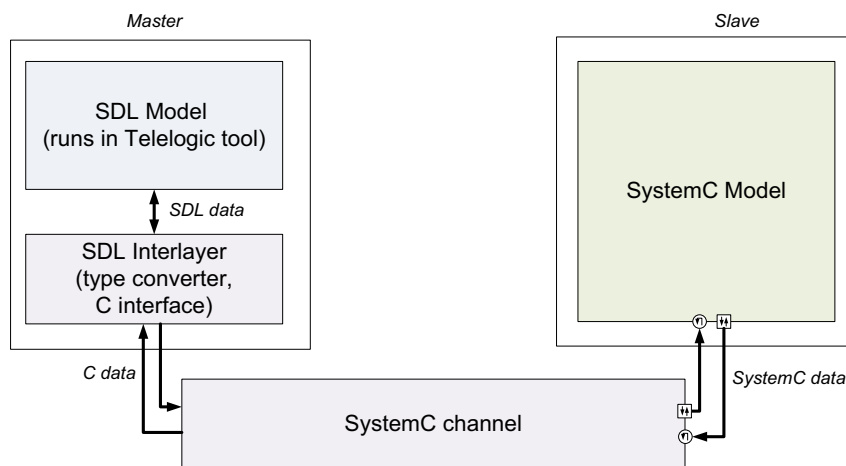 Master
Slave
SDL Model
(runs in Telelogic tool)
SDL data
SDL Interlayer
(type converter,
C interface)
SystemC Model
C data
SystemC data
SystemC channel